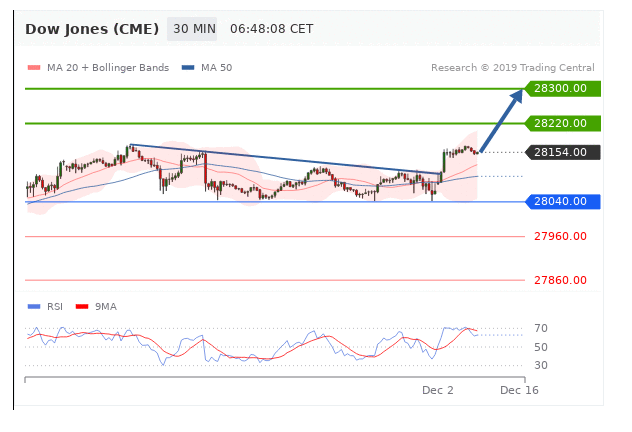 Dow Jones (CME) 30 MIN 06:48:08 CET
MA 20 + Bollinger Bands MA 50 Research © 2019 Trading Central
28300.00
28220.00
28154.00
28040.00
27960.00
27860.00
RSI 9MA
70
50
30
Dec 2 Dec 16